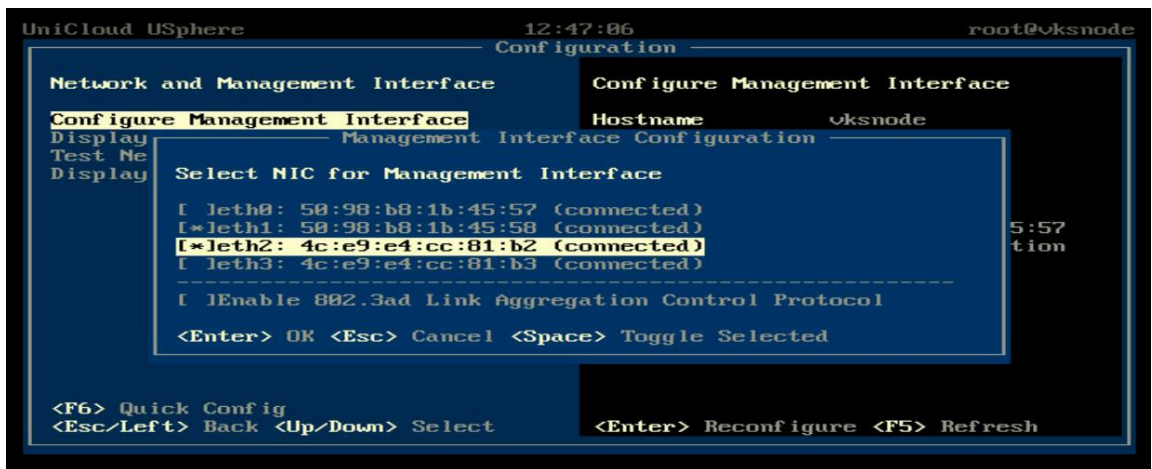 UniCloud USphere 12:47:06 root@vksnode
Configuration
Network and Management Interface Configure Management Interface
Configure Management Interface Hostname vksnode
Display Management Interface Configuration
Test Ne
Display Select NIC for Management Interface
[ ]eth0: 50:98:b8:1b:45:57 (connected)
[*]eth1: 50:98:b8:1b:45:58 (connected) 5:57
[*]eth2: 4c:e9:e4:cc:81:b2 (connected) tion
[ ]eth3: 4c:e9:e4:cc:81:b3 (connected)
[ ]Enable 802.3ad Link Aggregation Control Protocol
<Enter> OK <Esc> Cancel <Space> Toggle Selected
<F6> Quick Config
<Esc/Left> Back <Up/Down> Select <Enter> Reconfigure <F5> Refresh